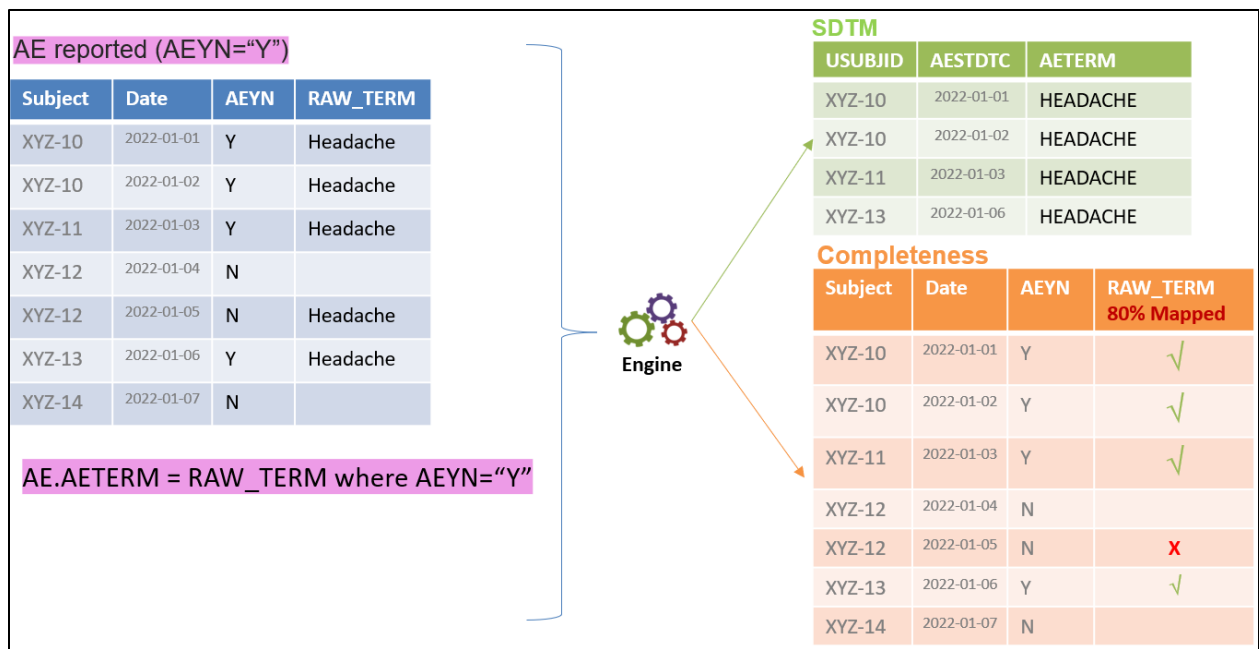 AE reported (AEYN=“Y”)
Subject Date AEYN RAW_TERM
XYZ-10 2022-01-01 Y Headache
XYZ-10 2022-01-02 Y Headache
XYZ-11 2022-01-03 Y Headache
XYZ-12 2022-01-04 N
XYZ-12 2022-01-05 N Headache
XYZ-13 2022-01-06 Y Headache
XYZ-14 2022-01-07 N
AE.AETERM = RAW_TERM where AEYN=“Y”
Engine
SDTM
USUBJID AESTDTC AETERM
XYZ-10 2022-01-01 HEADACHE
XYZ-10 2022-01-02 HEADACHE
XYZ-11 2022-01-03 HEADACHE
XYZ-13 2022-01-06 HEADACHE
Completeness
Subject Date AEYN RAW_TERM
80% Mapped
XYZ-10 2022-01-01 Y √
XYZ-10 2022-01-02 Y √
XYZ-11 2022-01-03 Y √
XYZ-12 2022-01-04 N
XYZ-12 2022-01-05 N X
XYZ-13 2022-01-06 Y √
XYZ-14 2022-01-07 N